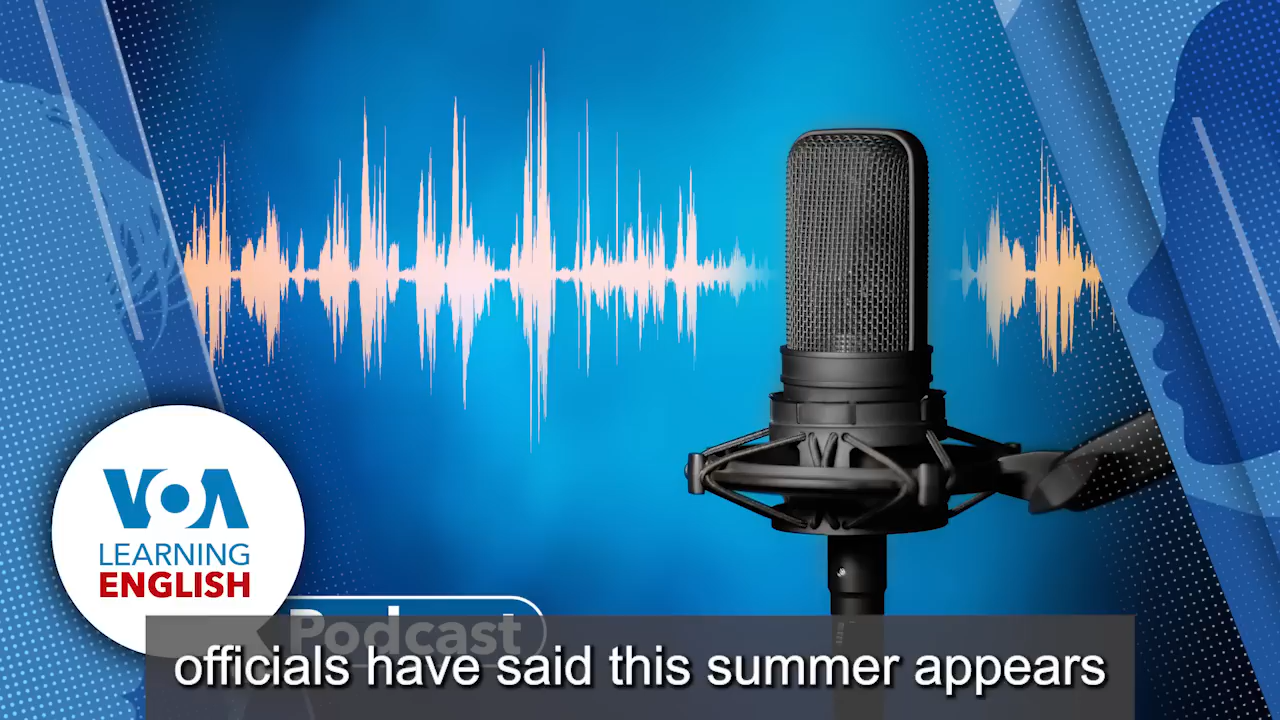 VOA
LEARNING
ENGLISH
Podcast
officials have said this summer appears